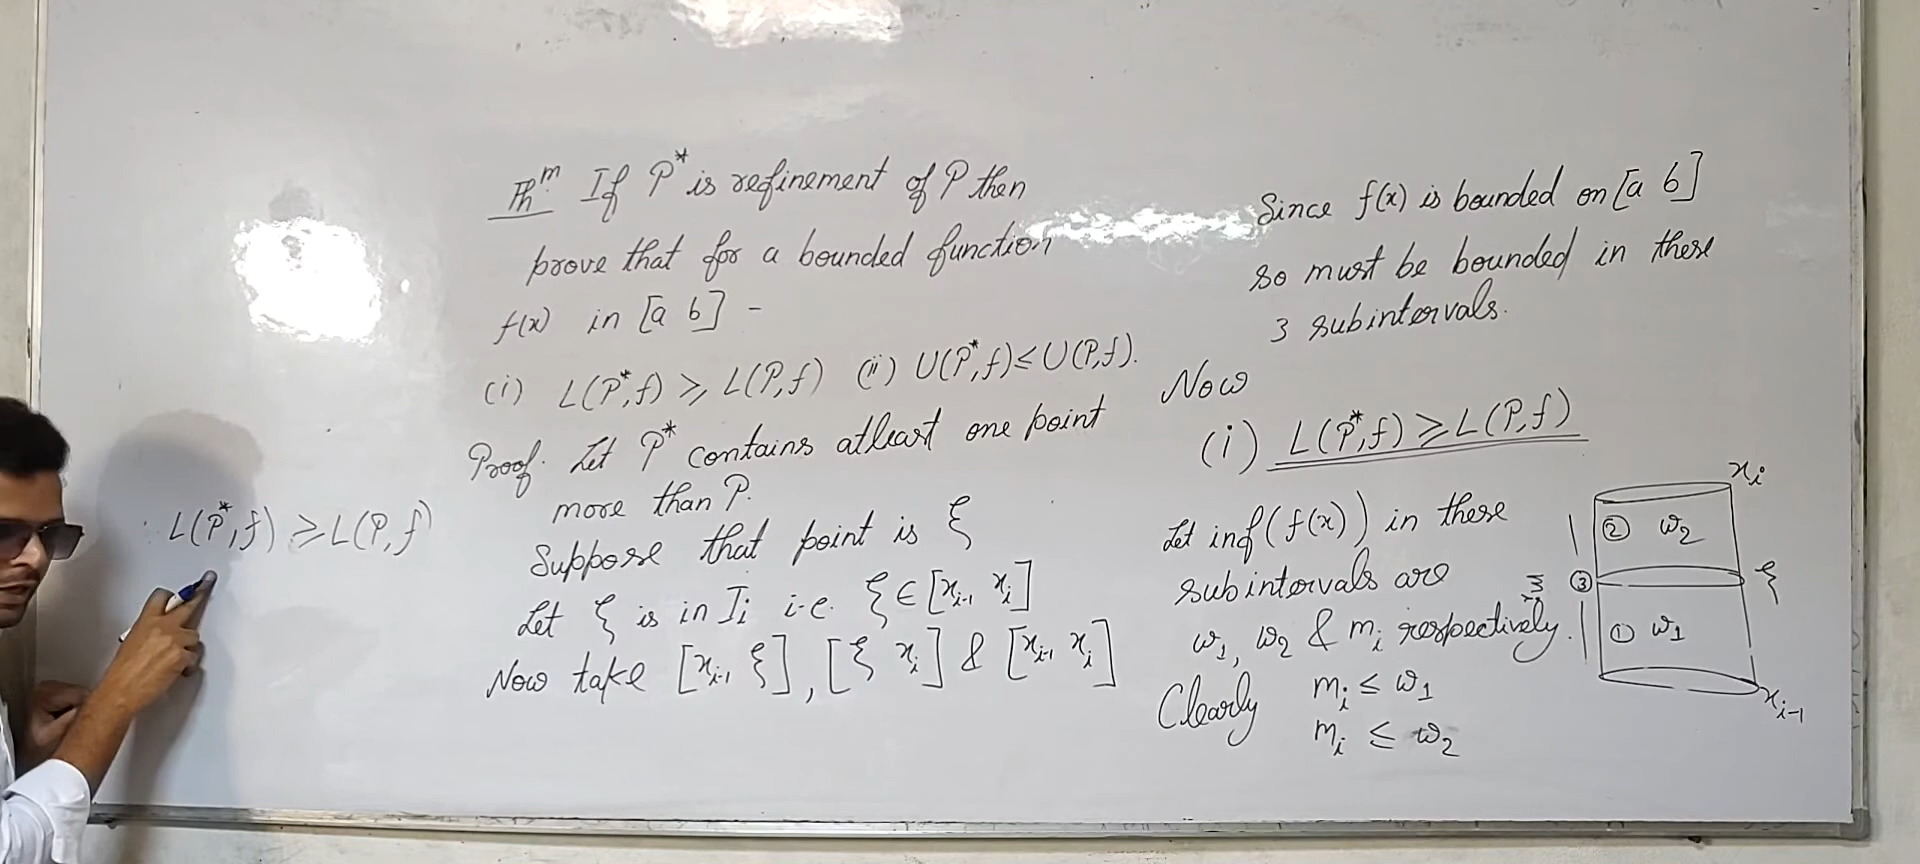 Thm If P* is refinement of P then
prove that for a bounded function
f(x) in [a b] -
(i) L(P*,f) ⩾ L(P,f) (ii) U(P*,f) ≤ U(P,f).
Proof. Let P* contains atleast one point
more than P.
Suppose that point is ξ
Let ξ is in Ii i.e. ξ ∈ [xi-1 xi]
Now take [xi-1 ξ], [ξ xi] & [xi-1 xi]
Since f(x) is bounded on [a b]
so must be bounded in these
3 subintervals.
Now
(i) L(P*,f) ⩾ L(P,f)
Let inf(f(x)) in these
subintervals are
ω1, ω2 & mi respectively.
Clearly mi ≤ ω1
mi ≤ ω2
xi
② ω2
③ ξ
① ω1
xi-1
∴ L(P*,f) ⩾ L(P,f)